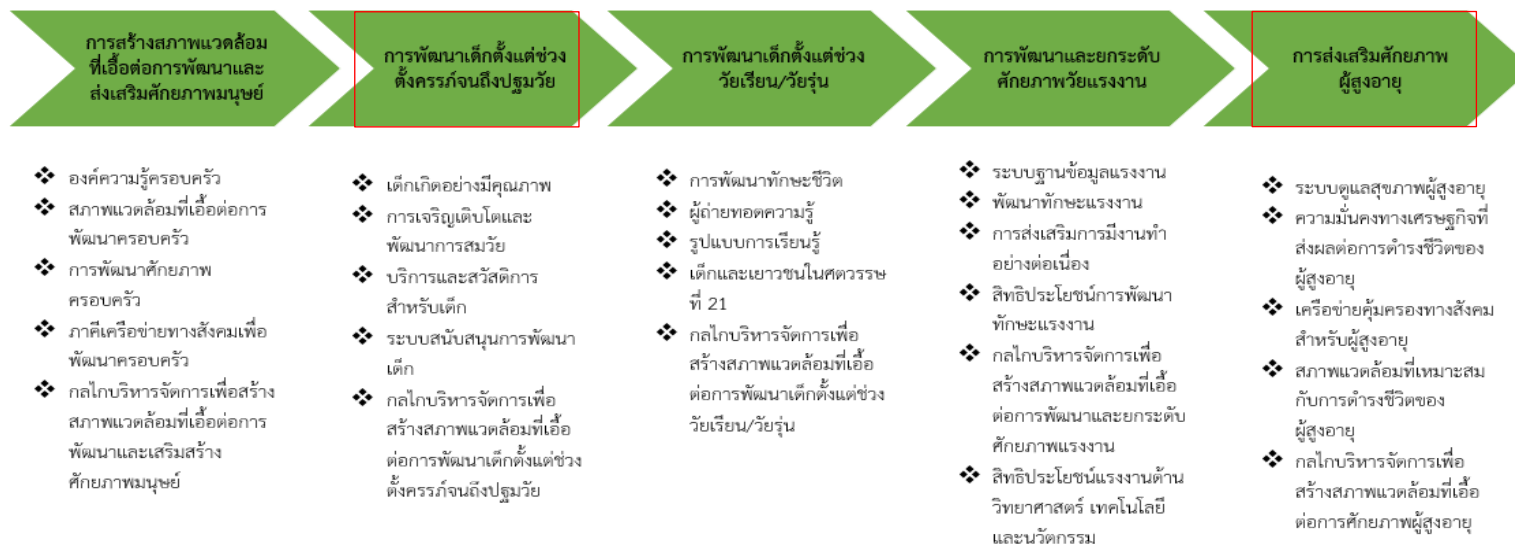 การสร้างสภาพแวดล้อม
ที่เอื้อต่อการพัฒนาและ
ส่งเสริมศักยภาพมนุษย์
การพัฒนาเด็กตั้งแต่ช่วง
ตั้งครรภ์จนถึงปฐมวัย
การพัฒนาเด็กตั้งแต่ช่วง
วัยเรียน/วัยรุ่น
การพัฒนาและยกระดับ
ศักยภาพวัยแรงงาน
การส่งเสริมศักยภาพ
ผู้สูงอายุ
❖ องค์ความรู้ครอบครัว
❖ สภาพแวดล้อมที่เอื้อต่อการ
พัฒนาครอบครัว
❖ การพัฒนาศักยภาพ
ครอบครัว
❖ ภาคีเครือข่ายทางสังคมเพื่อ
พัฒนาครอบครัว
❖ กลไกบริหารจัดการเพื่อสร้าง
สภาพแวดล้อมที่เอื้อต่อการ
พัฒนาและเสริมสร้าง
ศักยภาพมนุษย์
❖ เด็กเกิดอย่างมีคุณภาพ
❖ การเจริญเติบโตและ
พัฒนาการสมวัย
❖ บริการและสวัสดิการ
สำหรับเด็ก
❖ ระบบสนับสนุนการพัฒนา
เด็ก
❖ กลไกบริหารจัดการเพื่อ
สร้างสภาพแวดล้อมที่เอื้อ
ต่อการพัฒนาเด็กตั้งแต่ช่วง
ตั้งครรภ์จนถึงปฐมวัย
❖ การพัฒนาทักษะชีวิต
❖ ผู้ถ่ายทอดความรู้
❖ รูปแบบการเรียนรู้
❖ เด็กและเยาวชนในศตวรรษ
ที่ 21
❖ กลไกบริหารจัดการเพื่อ
สร้างสภาพแวดล้อมที่เอื้อ
ต่อการพัฒนาเด็กตั้งแต่ช่วง
วัยเรียน/วัยรุ่น
❖ ระบบฐานข้อมูลแรงงาน
❖ พัฒนาทักษะแรงงาน
❖ การส่งเสริมการมีงานทำ
อย่างต่อเนื่อง
❖ สิทธิประโยชน์การพัฒนา
ทักษะแรงงาน
❖ กลไกบริหารจัดการเพื่อ
สร้างสภาพแวดล้อมที่เอื้อ
ต่อการพัฒนาและยกระดับ
ศักยภาพแรงงาน
❖ สิทธิประโยชน์แรงงานด้าน
วิทยาศาสตร์ เทคโนโลยี
และนวัตกรรม
❖ ระบบดูแลสุขภาพผู้สูงอายุ
❖ ความมั่นคงทางเศรษฐกิจที่
ส่งผลต่อการดำรงชีวิตของ
ผู้สูงอายุ
❖ เครือข่ายคุ้มครองทางสังคม
สำหรับผู้สูงอายุ
❖ สภาพแวดล้อมที่เหมาะสม
กับการดำรงชีวิตของ
ผู้สูงอายุ
❖ กลไกบริหารจัดการเพื่อ
สร้างสภาพแวดล้อมที่เอื้อ
ต่อการศักยภาพผู้สูงอายุ